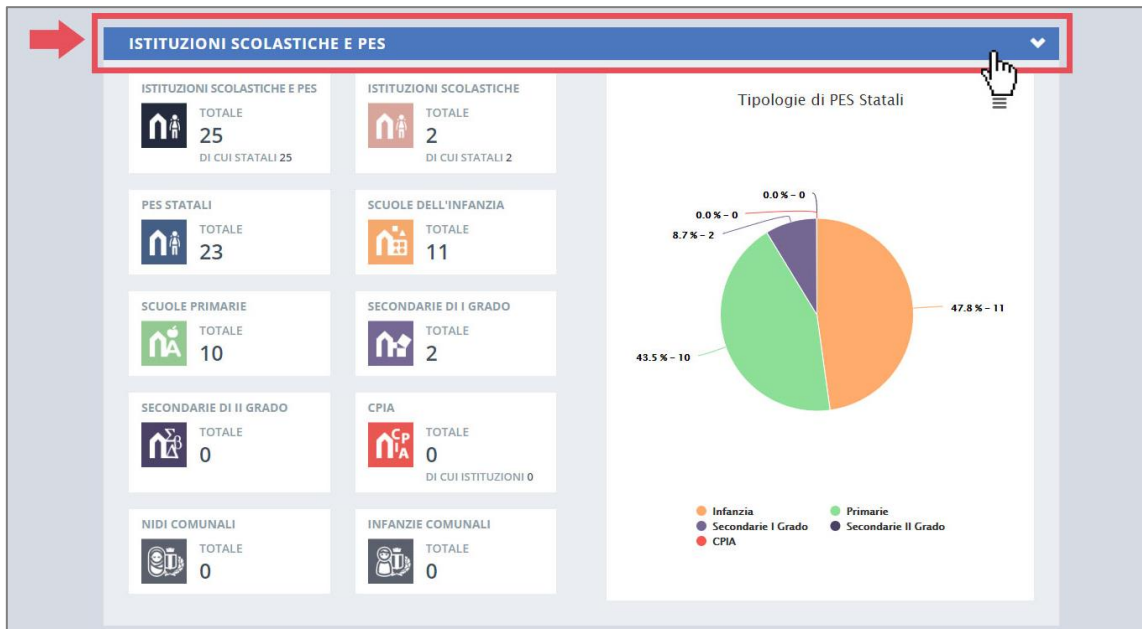 ISTITUZIONI SCOLASTICHE E PES
ISTITUZIONI SCOLASTICHE E PES
TOTALE
25
DI CUI STATALI 25
ISTITUZIONI SCOLASTICHE
TOTALE
2
DI CUI STATALI 2
PES STATALI
TOTALE
23
SCUOLE DELL'INFANZIA
TOTALE
11
SCUOLE PRIMARIE
TOTALE
10
SECONDARIE DI I GRADO
TOTALE
2
SECONDARIE DI II GRADO
TOTALE
0
CPIA
TOTALE
0
DI CUI ISTITUZIONI 0
NIDI COMUNALI
TOTALE
0
INFANZIE COMUNALI
TOTALE
0
Tipologie di PES Statali
0.0 % – 0
0.0 % – 0
8.7 % – 2
47.8 % – 11
43.5 % – 10
Infanzia
Primarie
Secondarie I Grado
Secondarie II Grado
CPIA